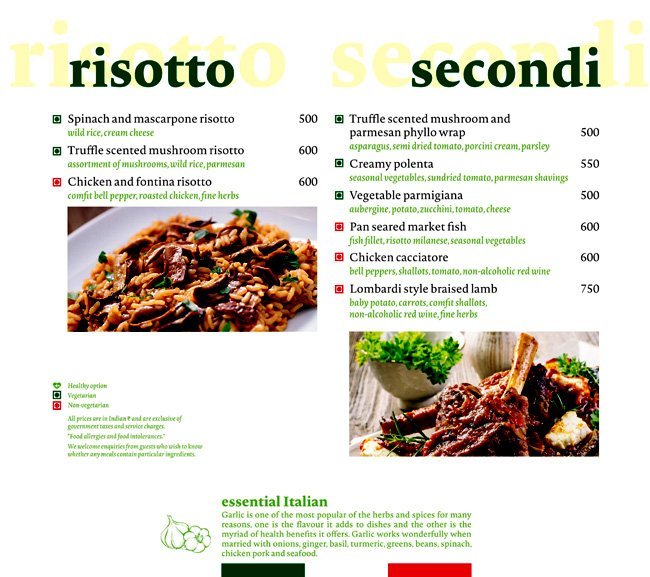 risotto
Spinach and mascarpone risotto 500
wild rice, cream cheese
Truffle scented mushroom risotto 600
assortment of mushrooms, wild rice, parmesan
Chicken and fontina risotto 600
comfit bell pepper, roasted chicken, fine herbs
Healthy option
Vegetarian
Non-vegetarian
All prices are in Indian ₹ and are exclusive of
government taxes and service charges.
"Food allergies and food intolerances."
We welcome enquiries from guests who wish to know
whether any meals contain particular ingredients.
secondi
Truffle scented mushroom and
parmesan phyllo wrap 500
asparagus, semi dried tomato, porcini cream, parsley
Creamy polenta 550
seasonal vegetables, sundried tomato, parmesan shavings
Vegetable parmigiana 500
aubergine, potato, zucchini, tomato, cheese
Pan seared market fish 600
fish fillet, risotto milanese, seasonal vegetables
Chicken cacciatore 600
bell peppers, shallots, tomato, non-alcoholic red wine
Lombardi style braised lamb 750
baby potato, carrots, comfit shallots,
non-alcoholic red wine, fine herbs
essential Italian
Garlic is one of the most popular of the herbs and spices for many
reasons, one is the flavour it adds to dishes and the other is the
myriad of health benefits it offers. Garlic works wonderfully when
married with onions, ginger, basil, turmeric, greens, beans, spinach,
chicken pork and seafood.